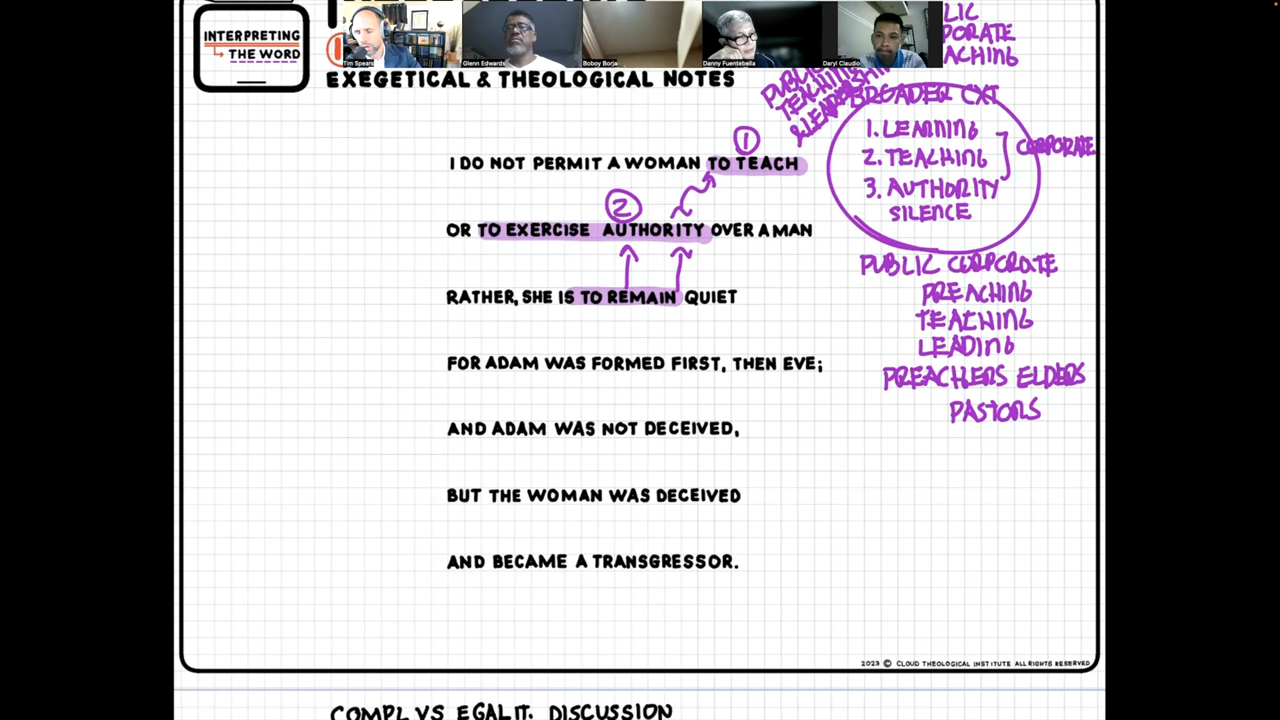 INTERPRETING
THE WORD
Tim Spears
Glenn Edwards
Boboy Borja
Danny Fuentebella
Daryl Claudio
EXEGETICAL & THEOLOGICAL NOTES
I DO NOT PERMIT A WOMAN TO TEACH
1
OR TO EXERCISE AUTHORITY OVER A MAN
2
RATHER, SHE IS TO REMAIN QUIET
FOR ADAM WAS FORMED FIRST, THEN EVE;
AND ADAM WAS NOT DECEIVED,
BUT THE WOMAN WAS DECEIVED
AND BECAME A TRANSGRESSOR.
PUBLIC
TEACHING
& LEADERSHIP
BROADER CXT
1. LEARNING
2. TEACHING
3. AUTHORITY
SILENCE
CORPORATE
PUBLIC CORPORATE
PREACHING
TEACHING
LEADING
PREACHERS ELDERS
PASTORS
2023 © CLOUD THEOLOGICAL INSTITUTE ALL RIGHTS RESERVED
COMPL VS EGALIT. DISCUSSION